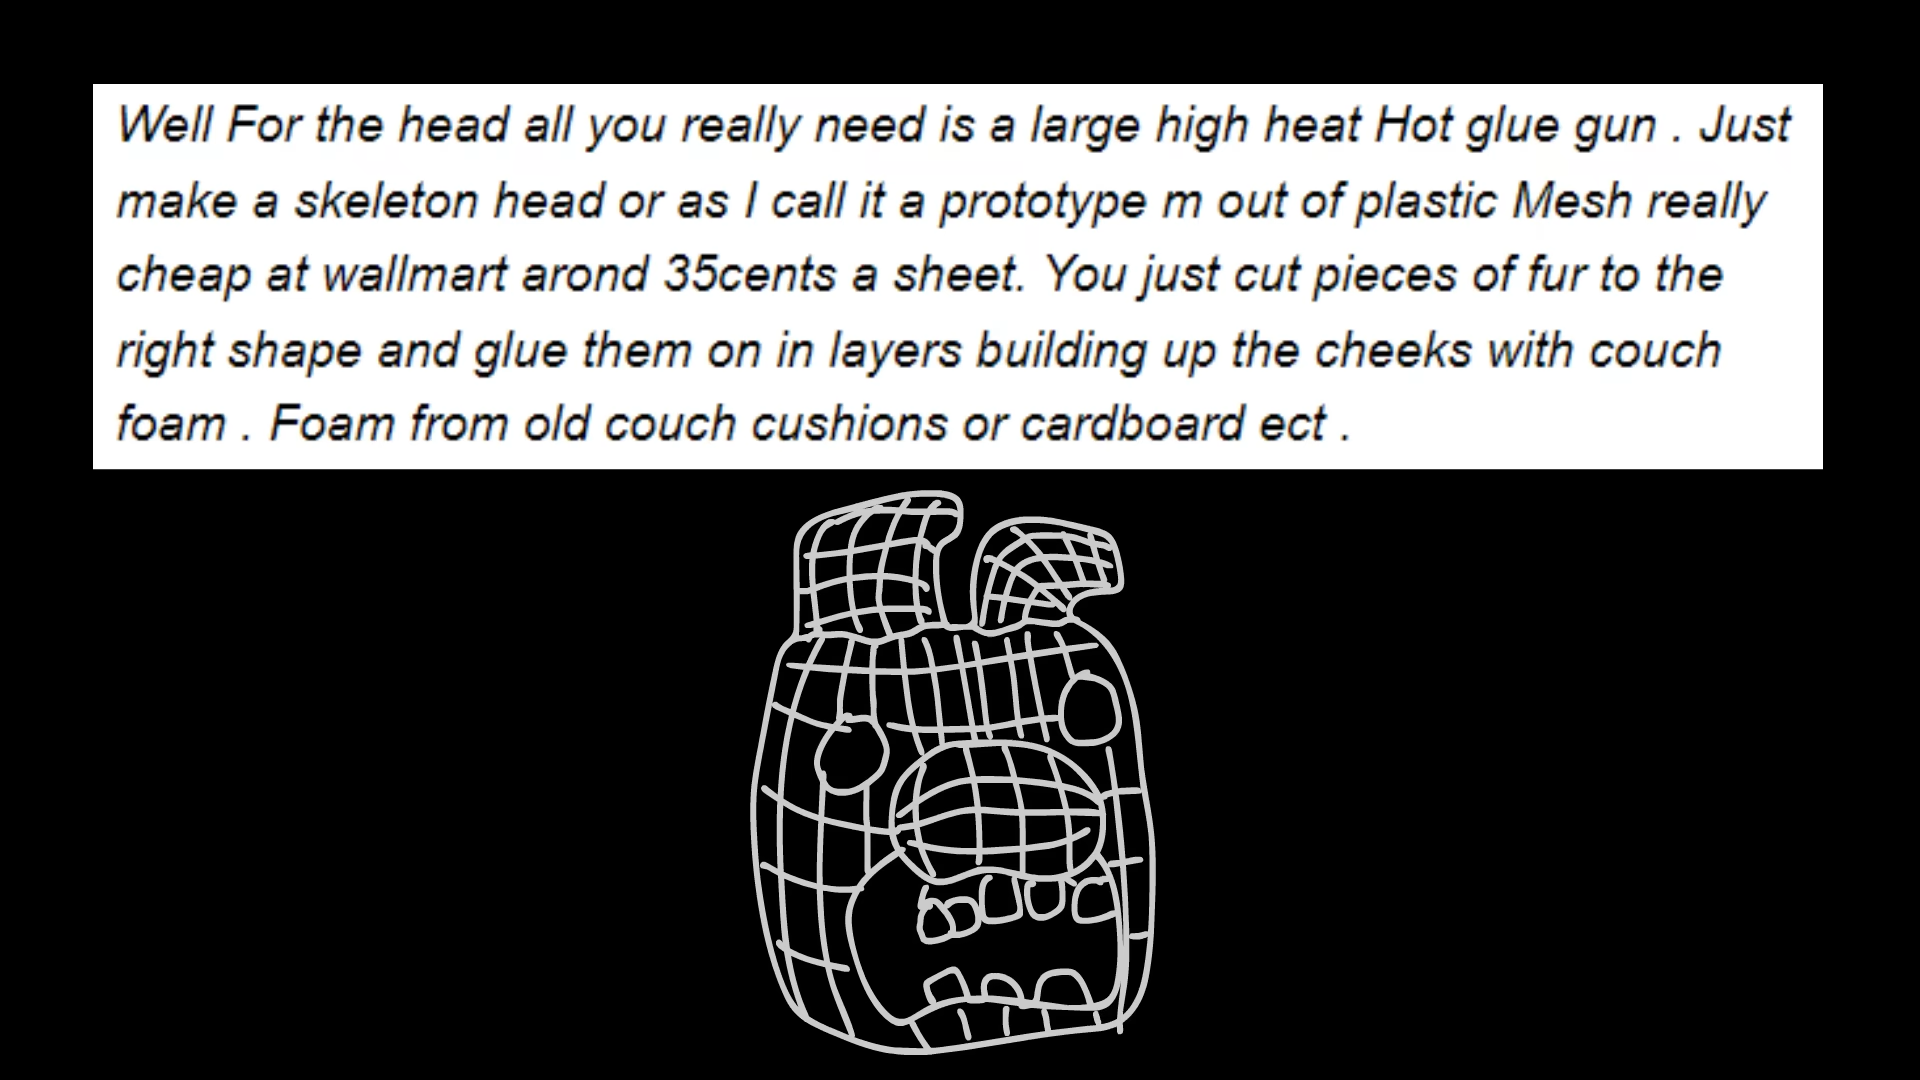 Well For the head all you really need is a large high heat Hot glue gun . Just
make a skeleton head or as I call it a prototype m out of plastic Mesh really
cheap at wallmart arond 35cents a sheet. You just cut pieces of fur to the
right shape and glue them on in layers building up the cheeks with couch
foam . Foam from old couch cushions or cardboard ect .